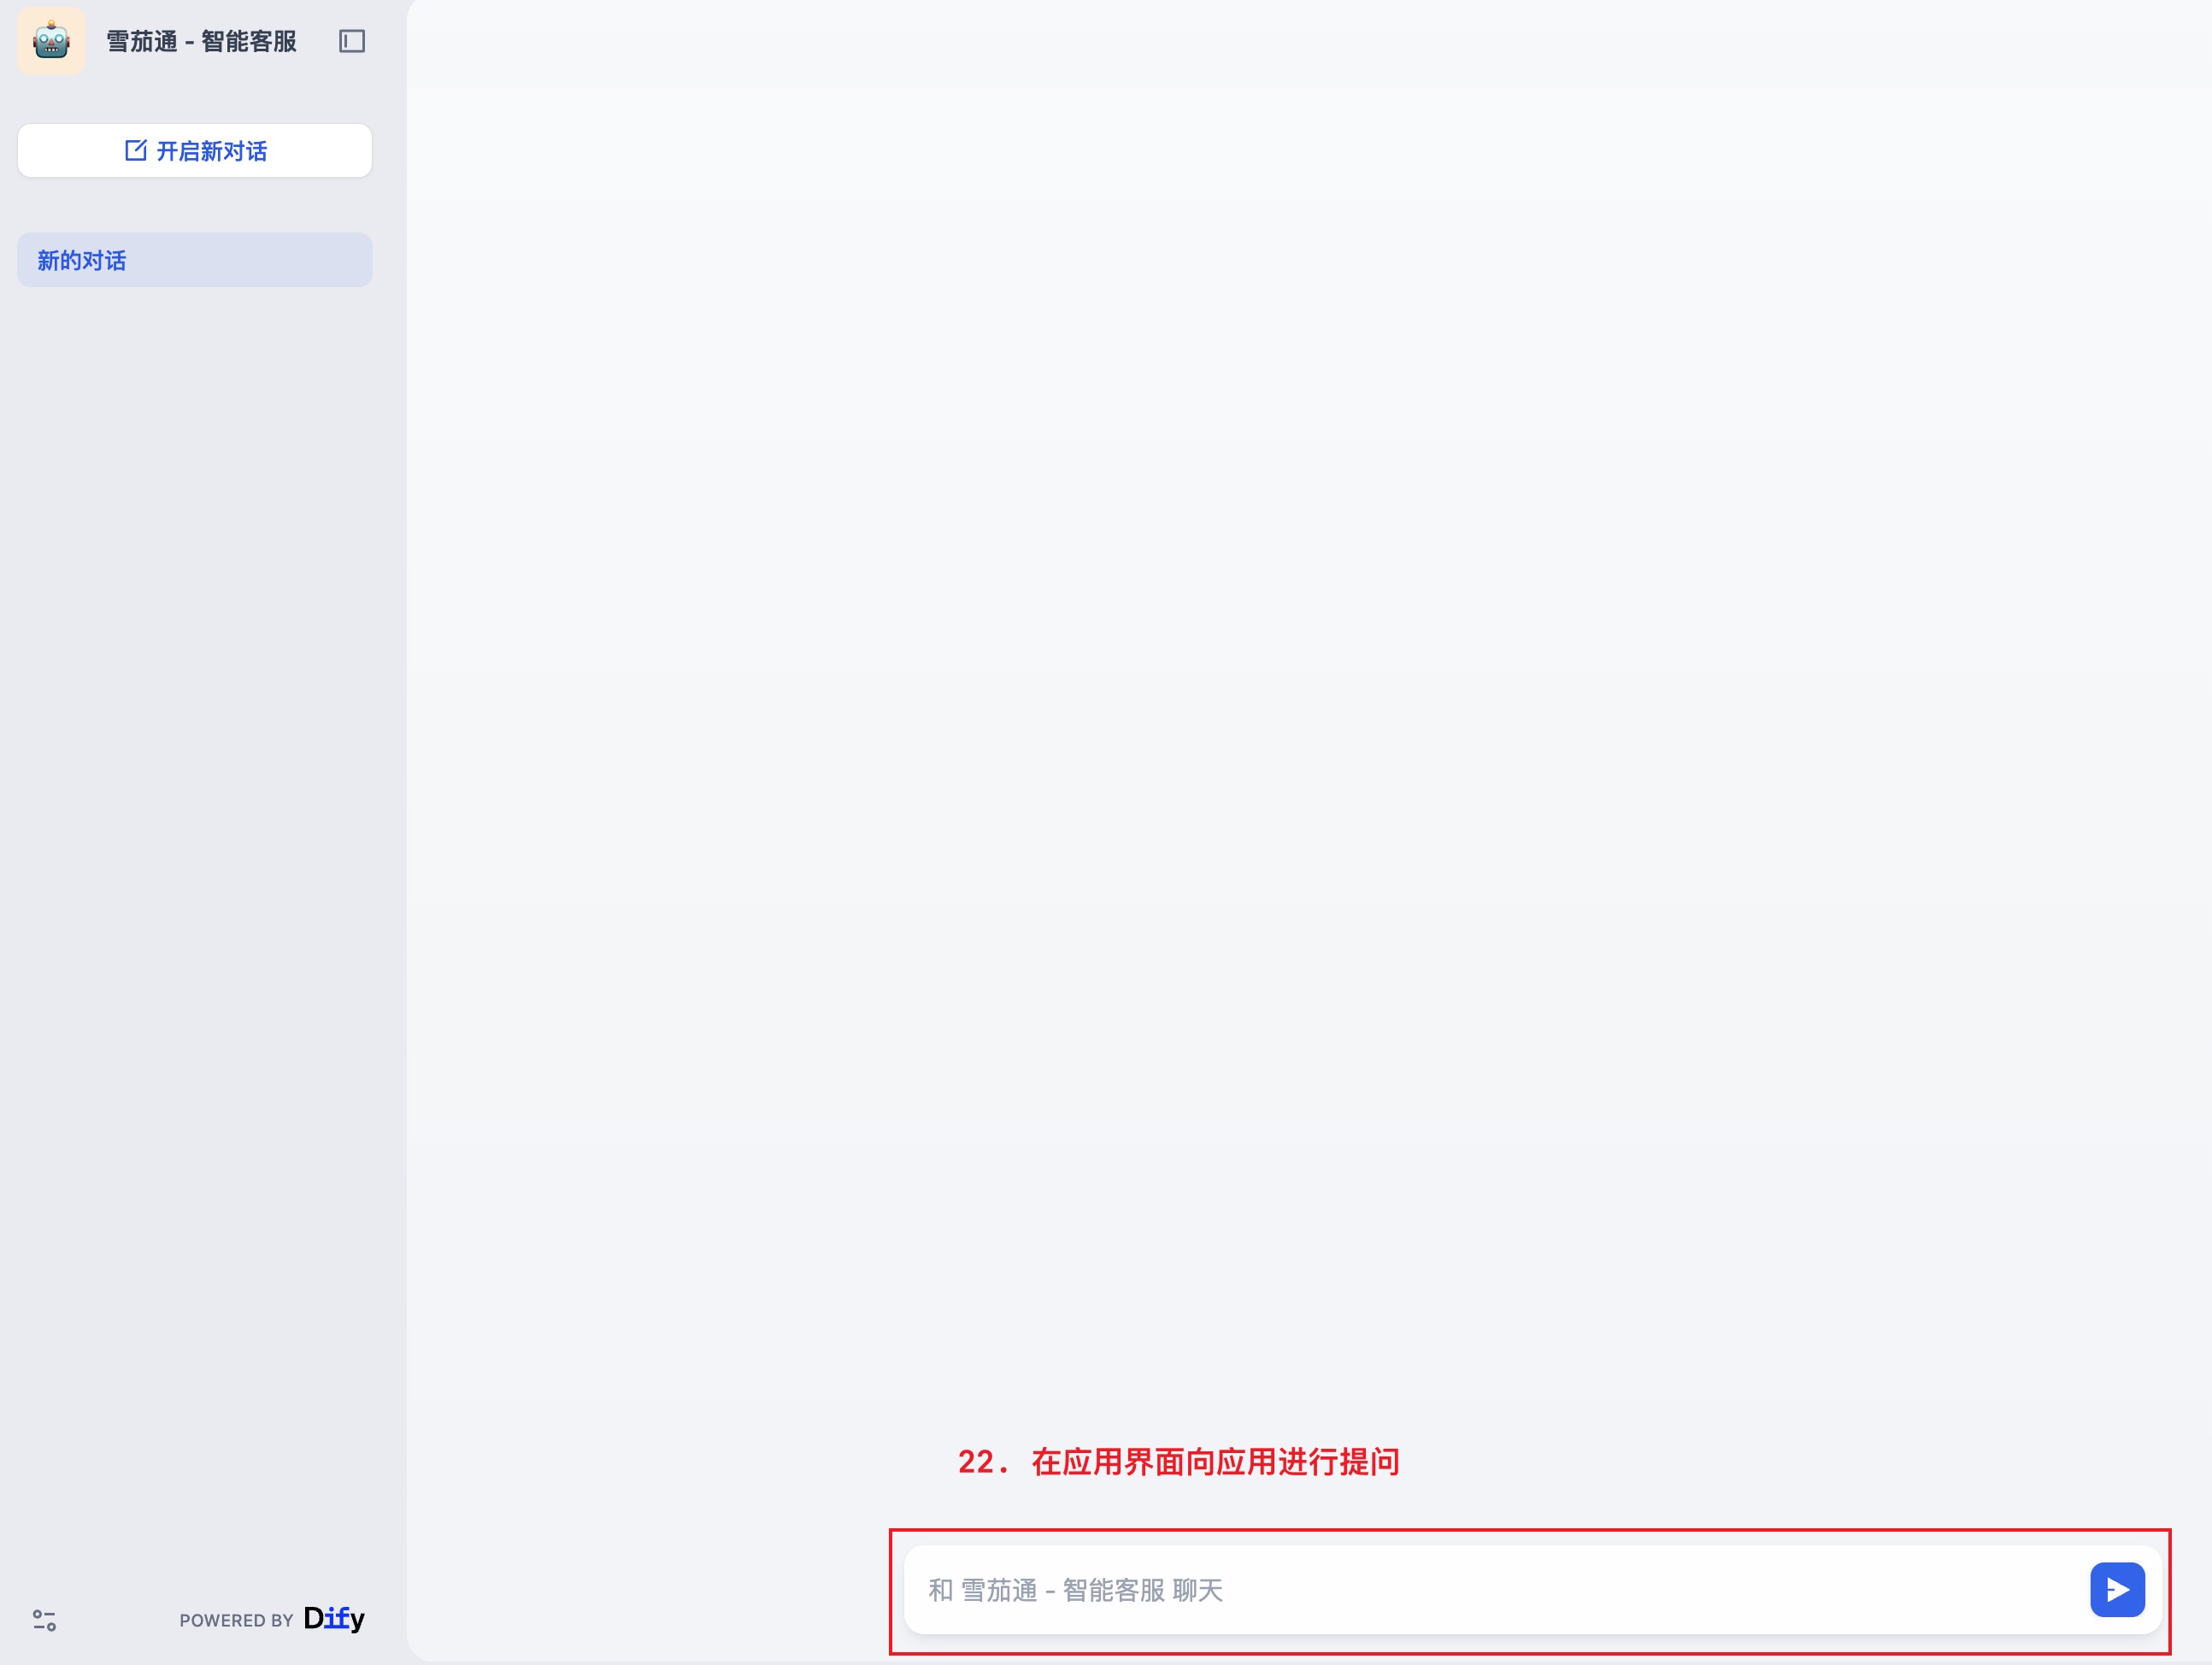 雪茄通 - 智能客服
开启新对话
新的对话
22. 在应用界面向应用进行提问
和 雪茄通 - 智能客服 聊天
POWERED BY Dify